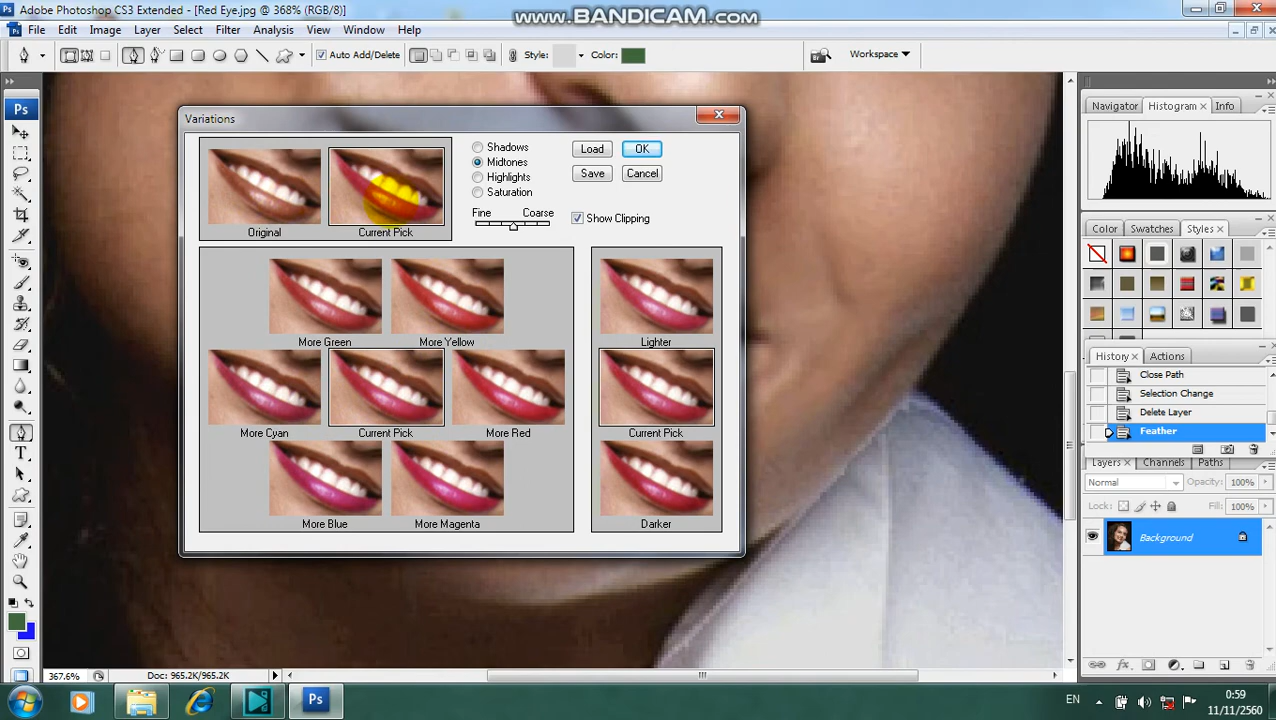 Adobe Photoshop CS3 Extended - [Red Eye.jpg @ 368% (RGB/8)]
www.BANDICAM.com
File Edit Image Layer Select Filter Analysis View Window Help
Auto Add/Delete Style: Color: Br Workspace
Ps
Variations
Original
Current Pick
Shadows
Midtones
Highlights
Saturation
Fine Coarse
Load OK
Save Cancel
Show Clipping
More Green More Yellow Lighter
More Cyan Current Pick More Red Current Pick
More Blue More Magenta Darker
Navigator Histogram Info
Color Swatches Styles
History Actions
Close Path
Selection Change
Delete Layer
Feather
Layers Channels Paths
Normal Opacity: 100%
Lock: Fill: 100%
Background
T
367.6% Doc: 965.2K/965.2K
Ps
EN
0:59
11/11/2560